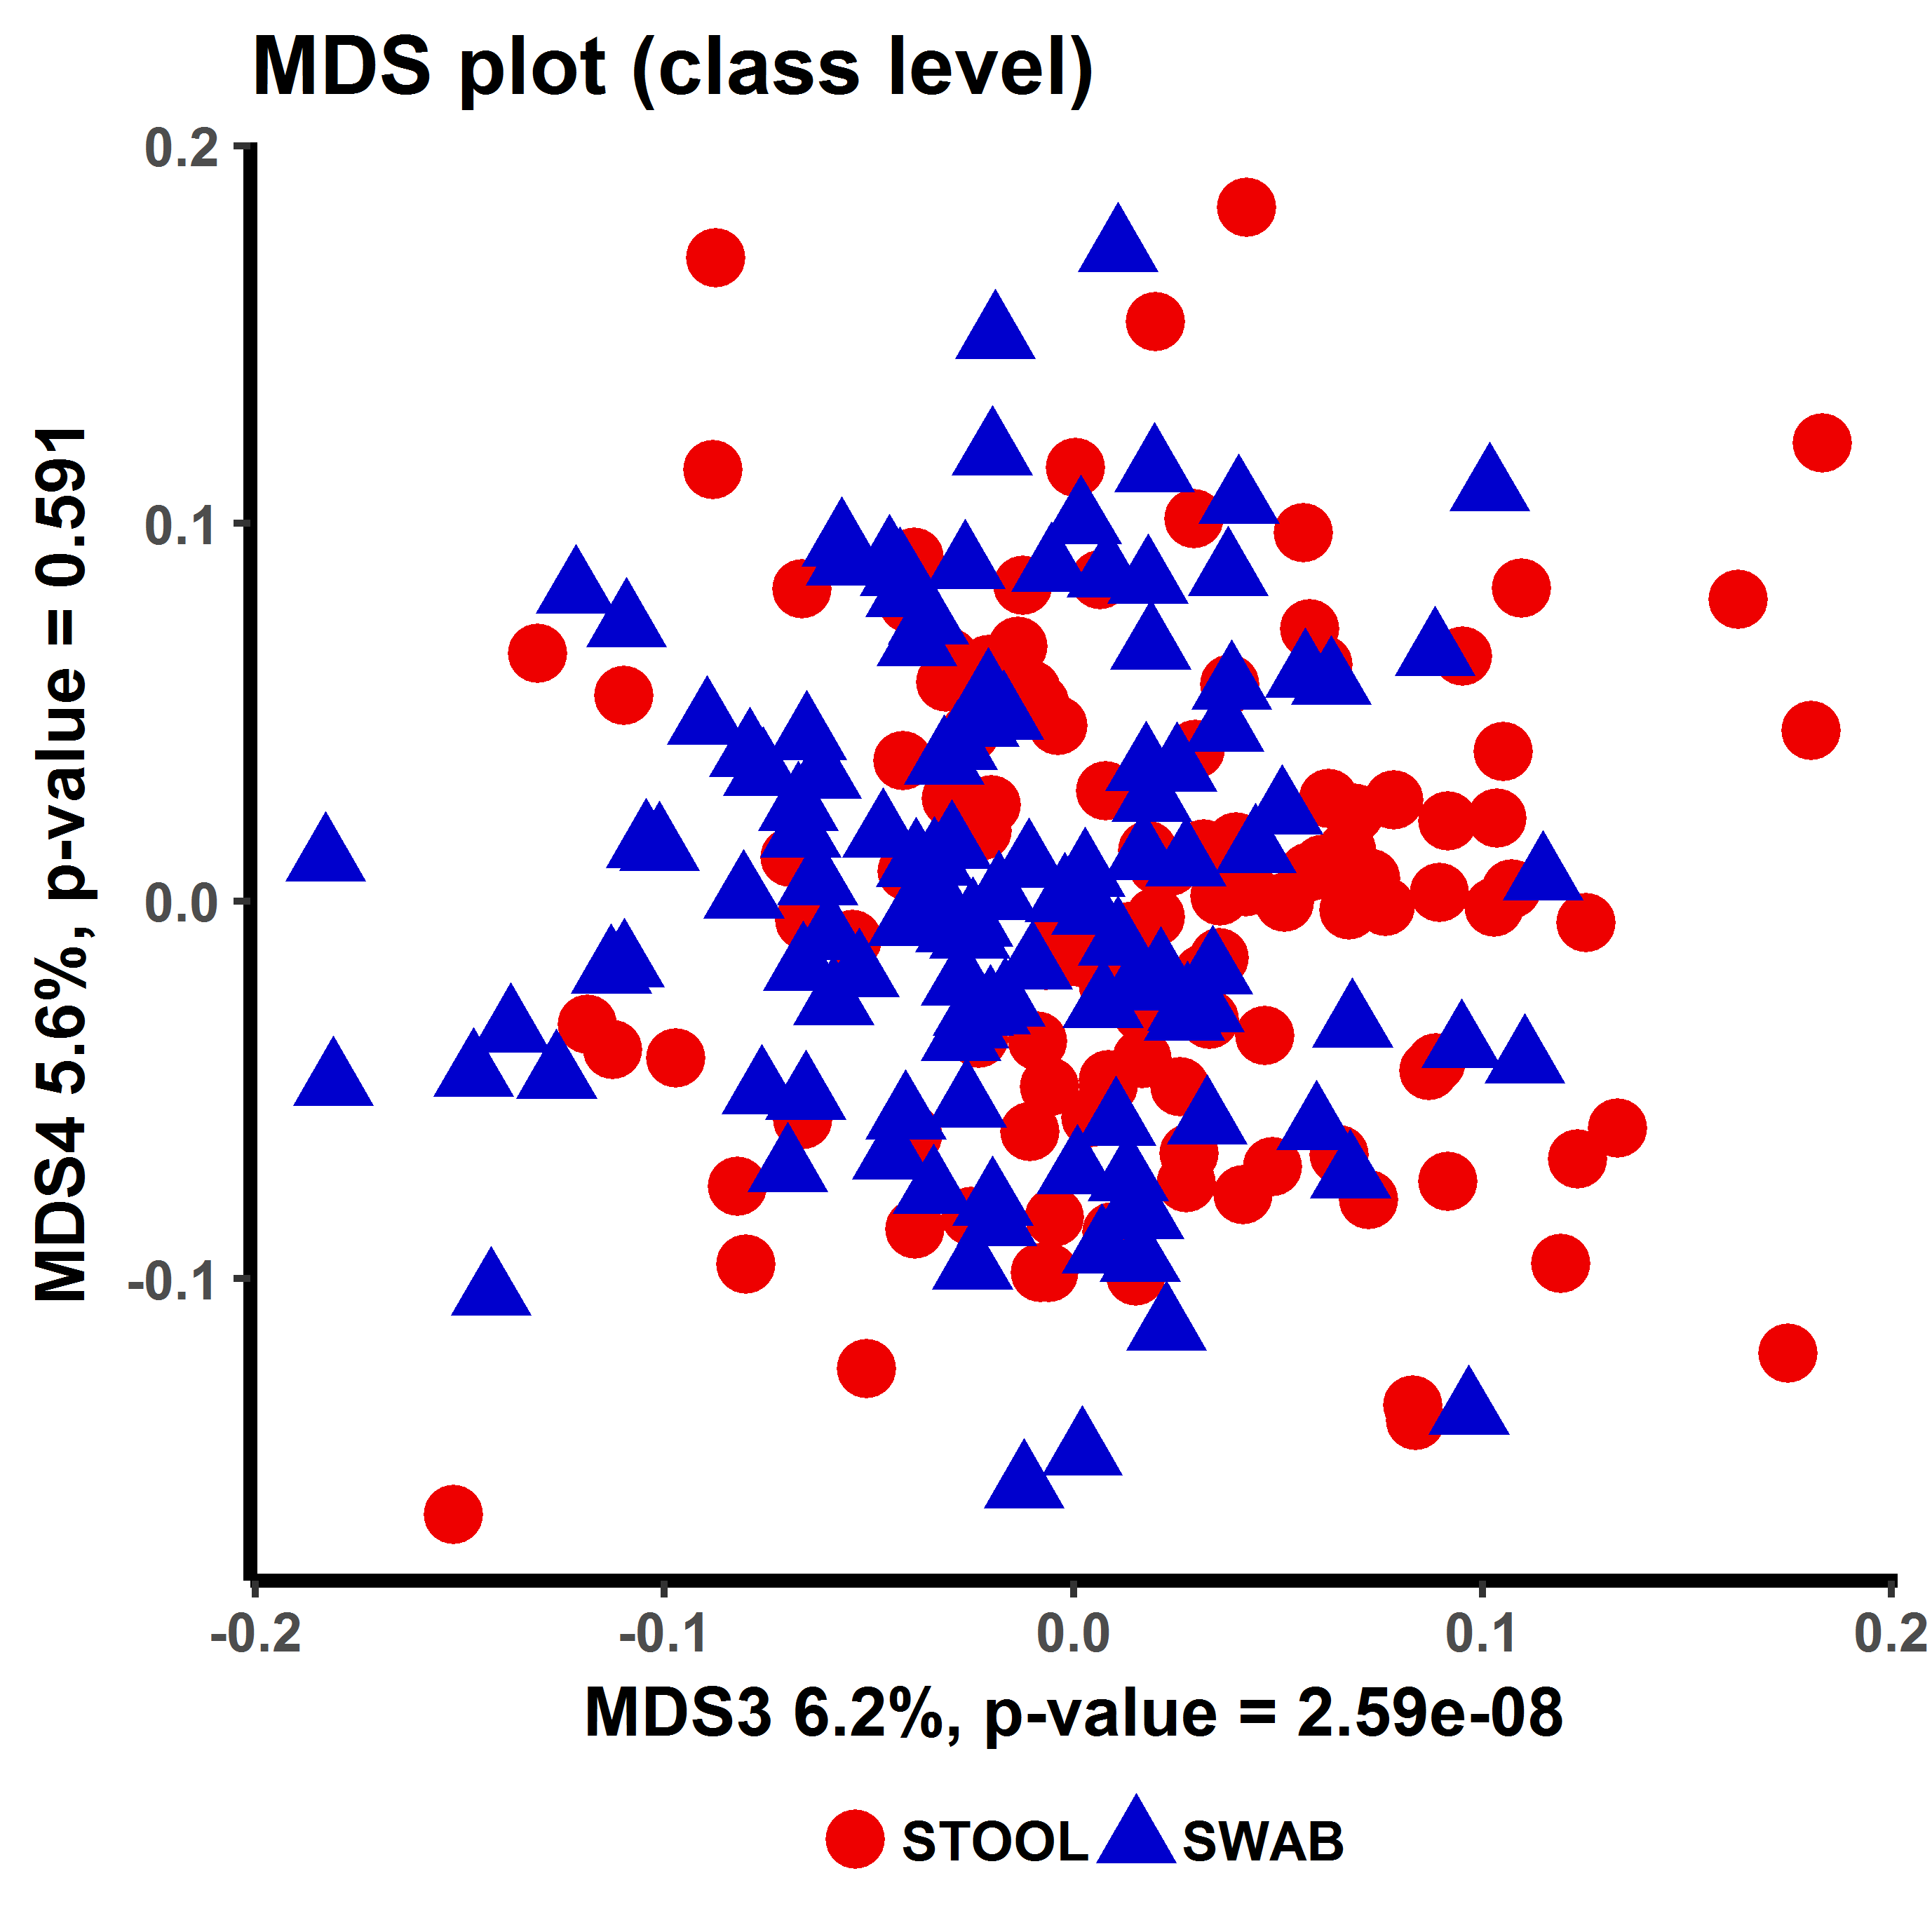 MDS plot (class level)
0.2
0.1
0.0
-0.1
MDS4 5.6%, p-value = 0.591
-0.2 -0.1 0.0 0.1 0.2
MDS3 6.2%, p-value = 2.59e-08
STOOL SWAB